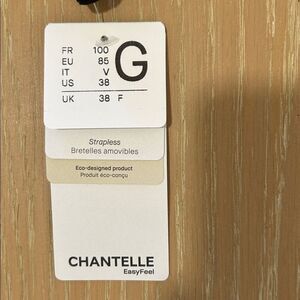 FR 100 G
EU 85
IT V
US 38
UK 38 F
Strapless
Bretelles amovibles
Eco-designed product
Produit éco-conçu
CHANTELLE
EasyFeel